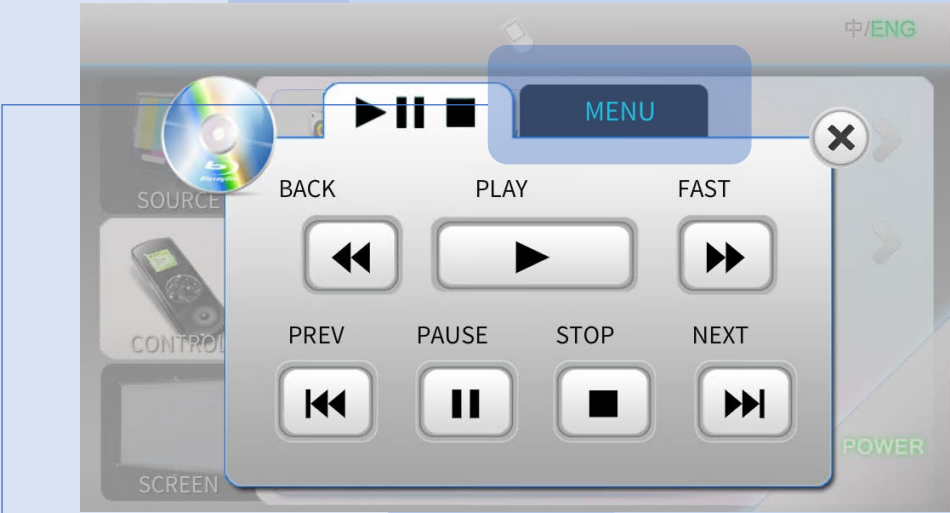 中/ENG
MENU
SOURCE
BACK
PLAY
FAST
CONTROL
PREV
PAUSE
STOP
NEXT
POWER
SCREEN